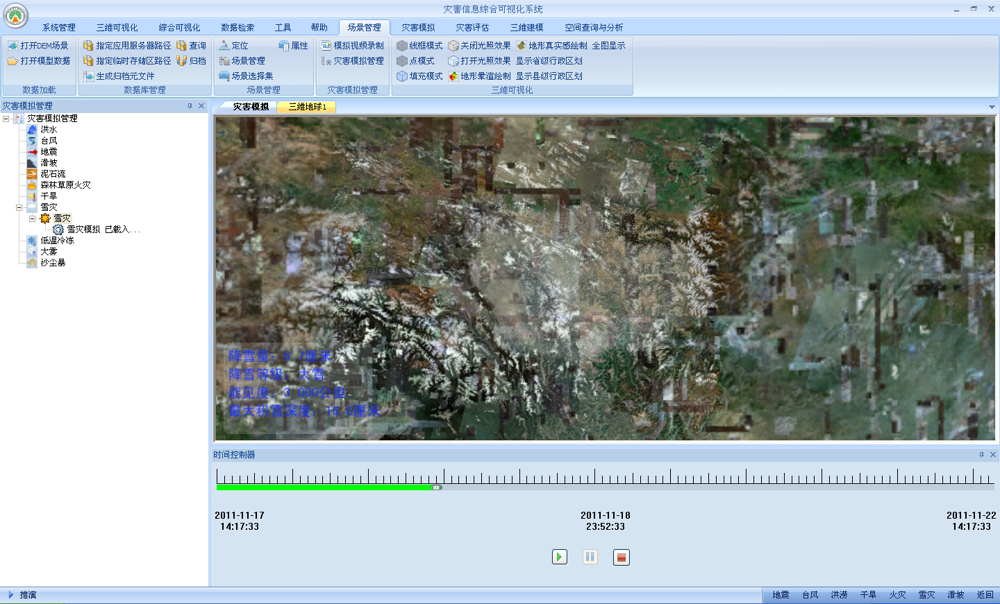 灾害信息综合可视化系统
系统管理 三维可视化 综合可视化 数据检索 工具 帮助 场景管理 灾害模拟 灾害评估 三维建模 空间查询与分析
打开DEM场景 指定应用服务器路径 查询 定位 属性 模拟视频录制 线框模式 关闭光照效果 地形真实感绘制 全图显示
打开模型数据 指定临时存储区路径 归档 场景管理 灾害模拟管理 点模式 打开光照效果 显示省级行政区划
生成归档元文件 场景选择集 填充模式 地形晕渲绘制 显示县级行政区划
数据加载 数据库管理 场景管理 灾害模拟管理 三维可视化
灾害模拟管理
灾害模拟管理
洪水
台风
地震
滑坡
泥石流
森林草原火灾
干旱
雪灾
雪灾
雪灾模拟 已载入...
低温冷冻
大雾
沙尘暴
灾害模拟 三维地球1
降雪量: 6.7厘米
降雪等级: 大雪
能见度: 3.000公里
最大积雪深度: 16.0厘米
时间控制器
2011-11-17 2011-11-18 2011-11-22
14:17:33 23:52:33 14:17:33
推演 地震 台风 洪涝 干旱 火灾 雪灾 滑坡 返回